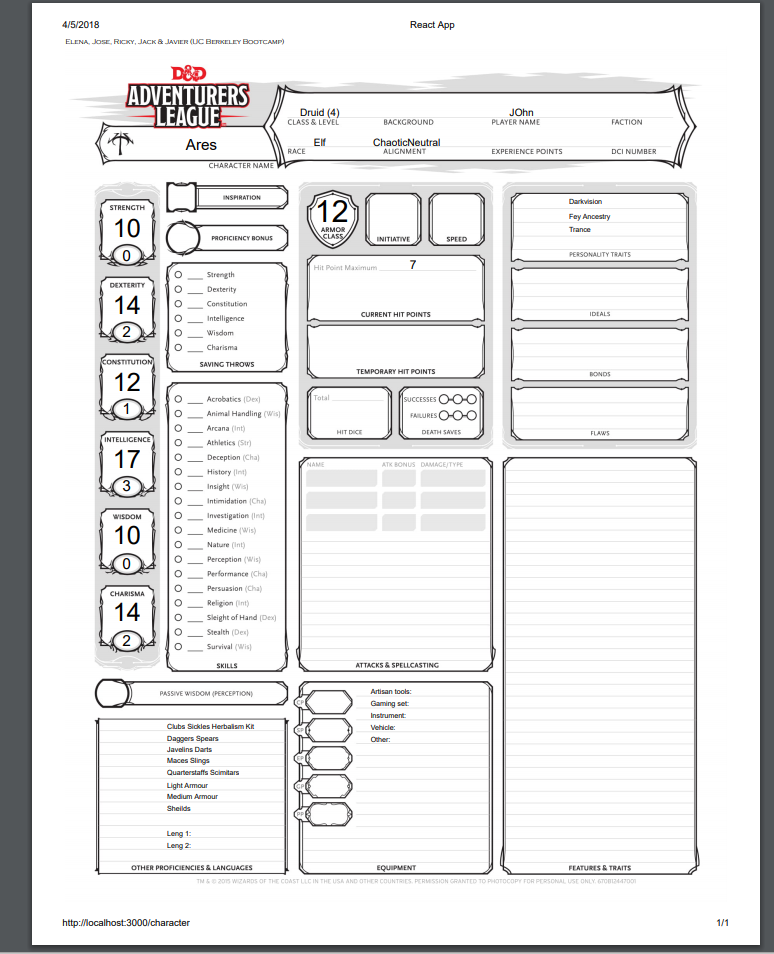 4/5/2018 React App
Elena, Jose, Ricky, Jack & Javier (UC Berkeley Bootcamp)
D&D
ADVENTURERS
LEAGUE
Druid (4) JOhn
CLASS & LEVEL BACKGROUND PLAYER NAME FACTION
Elf ChaoticNeutral
RACE ALIGNMENT EXPERIENCE POINTS DCI NUMBER
Ares
CHARACTER NAME
STRENGTH
10
0
DEXTERITY
14
2
CONSTITUTION
12
1
INTELLIGENCE
17
3
WISDOM
10
0
CHARISMA
14
2
INSPIRATION
PROFICIENCY BONUS
Strength
Dexterity
Constitution
Intelligence
Wisdom
Charisma
SAVING THROWS
Acrobatics (Dex)
Animal Handling (Wis)
Arcana (Int)
Athletics (Str)
Deception (Cha)
History (Int)
Insight (Wis)
Intimidation (Cha)
Investigation (Int)
Medicine (Wis)
Nature (Int)
Perception (Wis)
Performance (Cha)
Persuasion (Cha)
Religion (Int)
Sleight of Hand (Dex)
Stealth (Dex)
Survival (Wis)
SKILLS
PASSIVE WISDOM (PERCEPTION)
Clubs Sickles Herbalism Kit
Daggers Spears
Javelins Darts
Maces Slings
Quarterstaffs Scimitars
Light Armour
Medium Armour
Sheilds
Leng 1:
Leng 2:
OTHER PROFICIENCIES & LANGUAGES
12
ARMOR
CLASS
INITIATIVE
SPEED
Hit Point Maximum 7
CURRENT HIT POINTS
TEMPORARY HIT POINTS
Total
HIT DICE
SUCCESSES
FAILURES
DEATH SAVES
NAME ATK BONUS DAMAGE/TYPE
ATTACKS & SPELLCASTING
CP
SP
EP
GP
PP
Artisan tools:
Gaming set:
Instrument:
Vehicle:
Other:
EQUIPMENT
Darkvision
Fey Ancestry
Trance
PERSONALITY TRAITS
IDEALS
BONDS
FLAWS
FEATURES & TRAITS
TM & © 2015 WIZARDS OF THE COAST LLC IN THE USA AND OTHER COUNTRIES. PERMISSION GRANTED TO PHOTOCOPY FOR PERSONAL USE ONLY. 620B02447001
http://localhost:3000/character 1/1